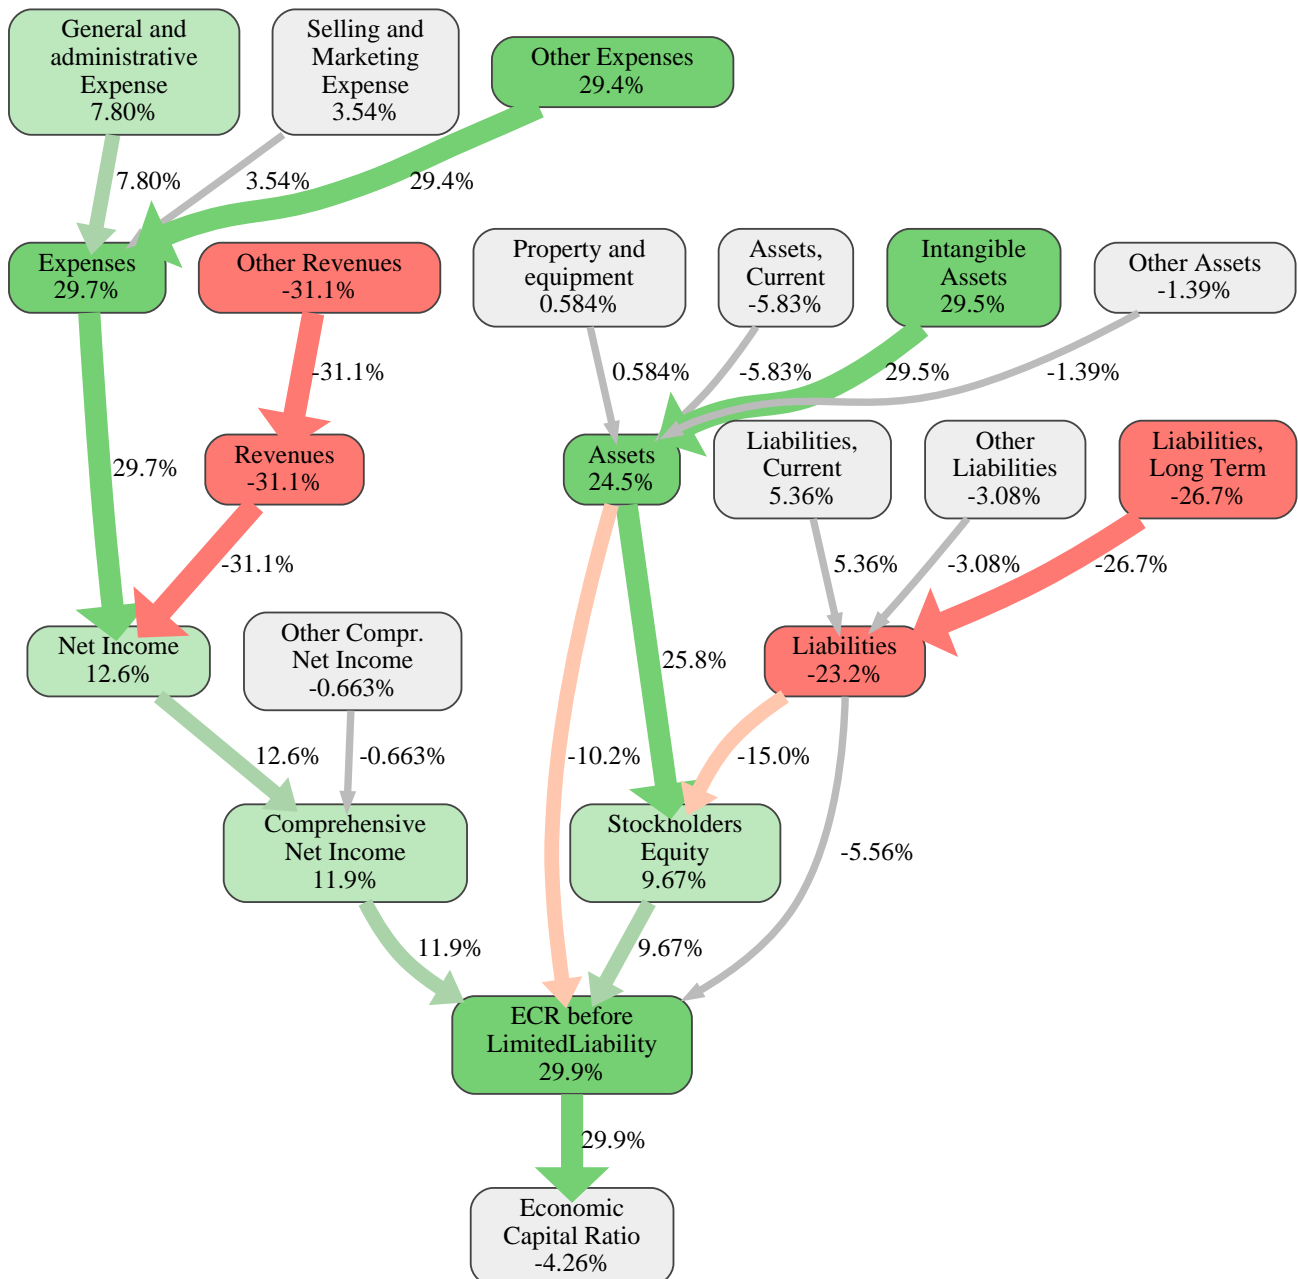 General and
administrative
Expense
7.80%
Selling and
Marketing
Expense
3.54%
Other Expenses
29.4%
7.80%
3.54%
29.4%
Expenses
29.7%
Other Revenues
-31.1%
Property and
equipment
0.584%
Assets,
Current
-5.83%
Intangible
Assets
29.5%
Other Assets
-1.39%
-31.1%
0.584%
-5.83%
29.5%
-1.39%
Revenues
-31.1%
Assets
24.5%
Liabilities,
Current
5.36%
Other
Liabilities
-3.08%
Liabilities,
Long Term
-26.7%
29.7%
-31.1%
5.36%
-3.08%
-26.7%
Net Income
12.6%
Other Compr.
Net Income
-0.663%
25.8%
Liabilities
-23.2%
12.6%
-0.663%
-10.2%
-15.0%
Comprehensive
Net Income
11.9%
Stockholders
Equity
9.67%
-5.56%
11.9%
9.67%
ECR before
LimitedLiability
29.9%
29.9%
Economic
Capital Ratio
-4.26%